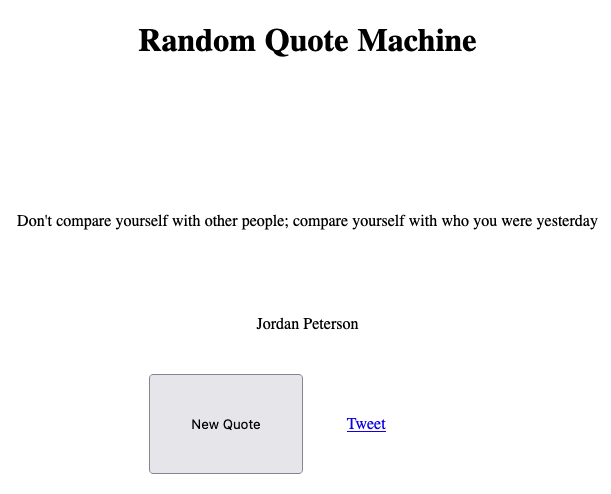 Random Quote Machine
Don't compare yourself with other people; compare yourself with who you were yesterday
Jordan Peterson
New Quote
Tweet